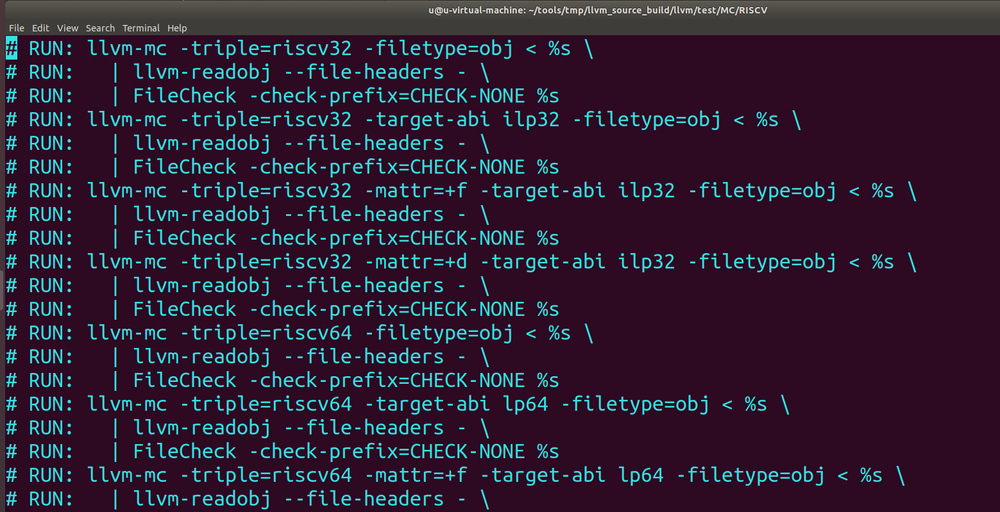 u@u-virtual-machine: ~/tools/tmp/llvm_source_build/llvm/test/MC/RISCV
File Edit View Search Terminal Help
# RUN: llvm-mc -triple=riscv32 -filetype=obj < %s \
# RUN:   | llvm-readobj --file-headers - \
# RUN:   | FileCheck -check-prefix=CHECK-NONE %s
# RUN: llvm-mc -triple=riscv32 -target-abi ilp32 -filetype=obj < %s \
# RUN:   | llvm-readobj --file-headers - \
# RUN:   | FileCheck -check-prefix=CHECK-NONE %s
# RUN: llvm-mc -triple=riscv32 -mattr=+f -target-abi ilp32 -filetype=obj < %s \
# RUN:   | llvm-readobj --file-headers - \
# RUN:   | FileCheck -check-prefix=CHECK-NONE %s
# RUN: llvm-mc -triple=riscv32 -mattr=+d -target-abi ilp32 -filetype=obj < %s \
# RUN:   | llvm-readobj --file-headers - \
# RUN:   | FileCheck -check-prefix=CHECK-NONE %s
# RUN: llvm-mc -triple=riscv64 -filetype=obj < %s \
# RUN:   | llvm-readobj --file-headers - \
# RUN:   | FileCheck -check-prefix=CHECK-NONE %s
# RUN: llvm-mc -triple=riscv64 -target-abi lp64 -filetype=obj < %s \
# RUN:   | llvm-readobj --file-headers - \
# RUN:   | FileCheck -check-prefix=CHECK-NONE %s
# RUN: llvm-mc -triple=riscv64 -mattr=+f -target-abi lp64 -filetype=obj < %s \
# RUN:   | llvm-readobj --file-headers - \